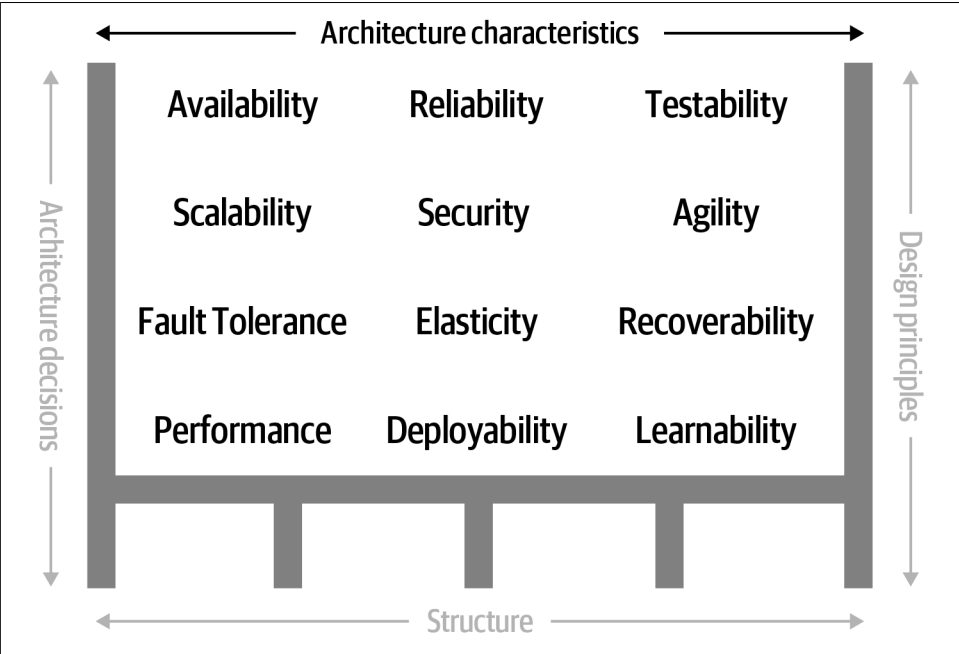 Architecture characteristics
Availability Reliability Testability
Scalability Security Agility
Fault Tolerance Elasticity Recoverability
Performance Deployability Learnability
Architecture decisions
Design principles
Structure